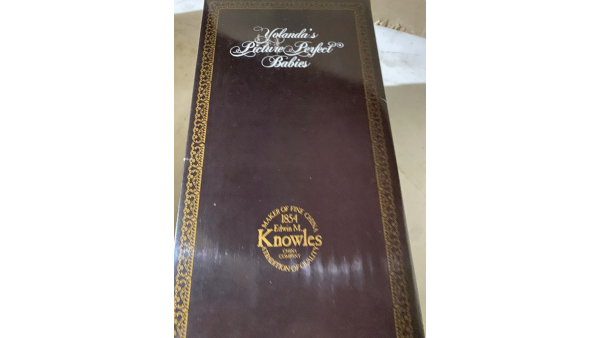 Yolanda's
Picture Perfect
Babies
MAKER OF FINE CHINA
1854
Edwin M.
Knowles
CHINA
COMPANY
TRADITION OF QUALITY